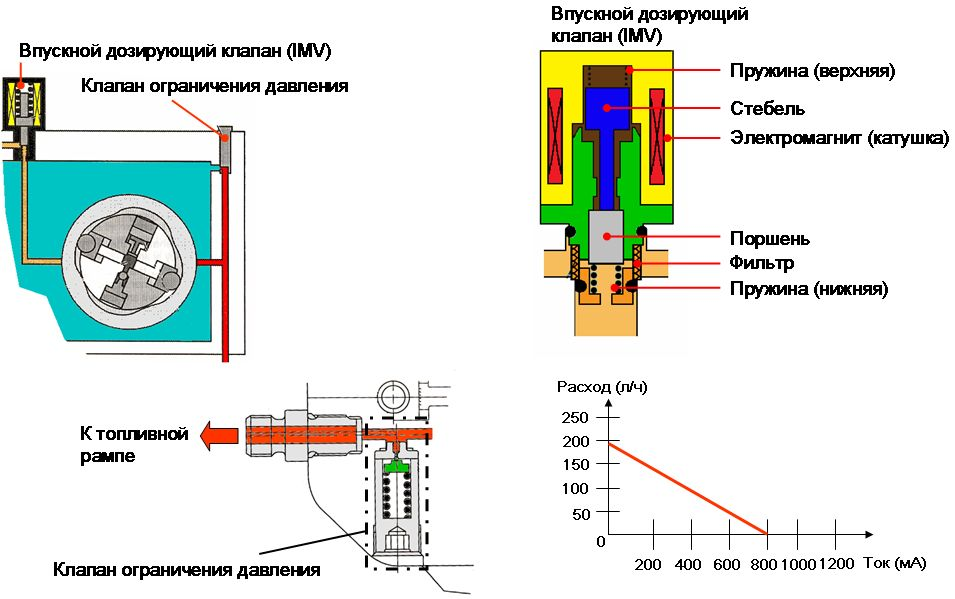 Впускной дозирующий клапан (IMV)
Клапан ограничения давления
Впускной дозирующий
клапан (IMV)
Пружина (верхняя)
Стебель
Электромагнит (катушка)
Поршень
Фильтр
Пружина (нижняя)
К топливной
рампе
Клапан ограничения давления
Расход (л/ч)
250
200
150
100
50
0
200 400 600 800 1000 1200 Ток (мА)